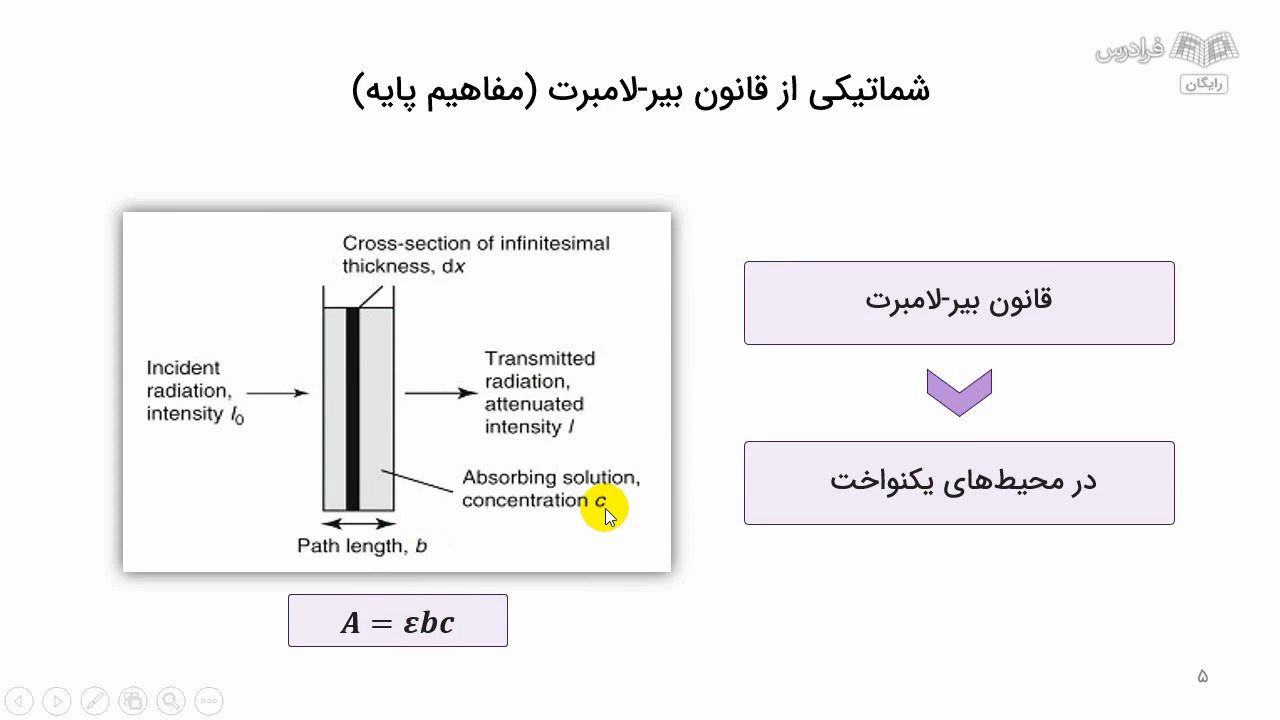 فرادرس
رایگان
شماتیکی از قانون بیر-لامبرت (مفاهیم پایه)
Cross-section of infinitesimal
thickness, dx
Incident
radiation,
intensity I₀
Transmitted
radiation,
attenuated
intensity I
Absorbing solution,
concentration c
Path length, b
A = εbc
قانون بیر-لامبرت
در محیط‌های یکنواخت
۵